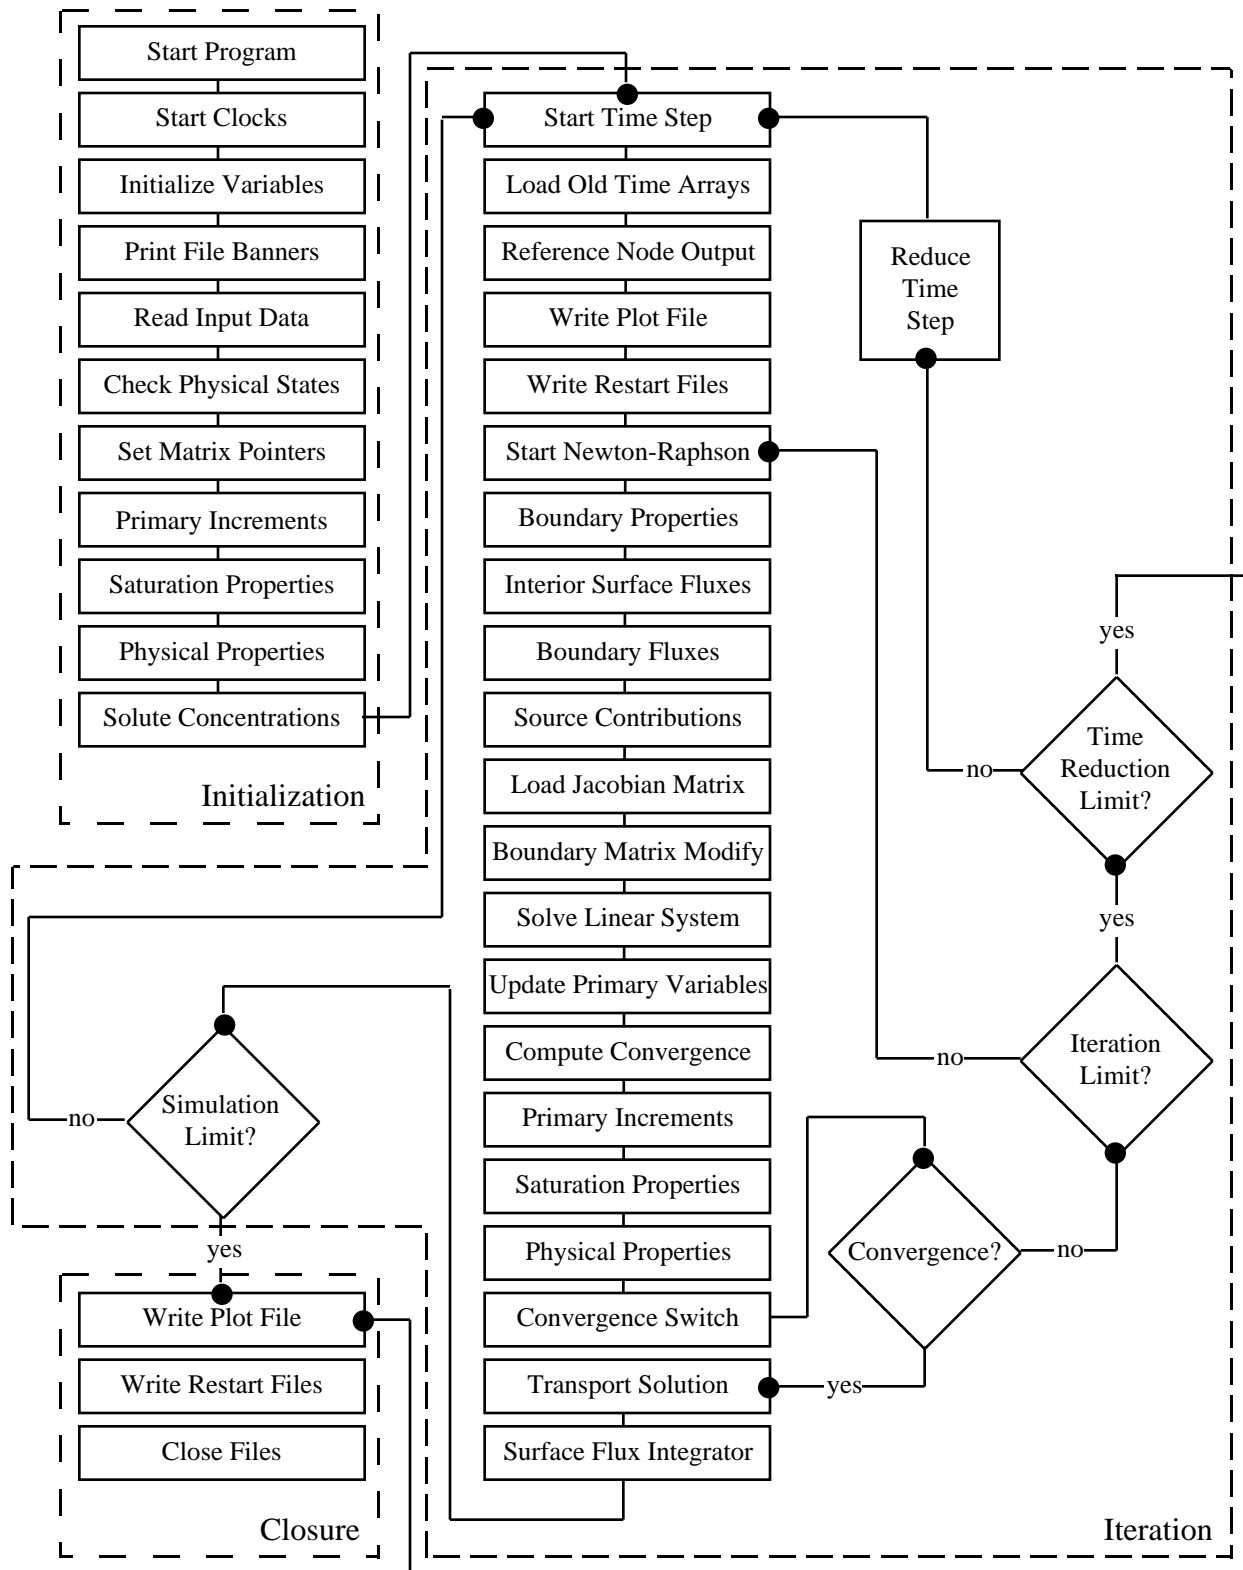 Start Program
Start Clocks
Initialize Variables
Print File Banners
Read Input Data
Check Physical States
Set Matrix Pointers
Primary Increments
Saturation Properties
Physical Properties
Solute Concentrations
Initialization
Start Time Step
Load Old Time Arrays
Reference Node Output
Write Plot File
Write Restart Files
Start Newton-Raphson
Boundary Properties
Interior Surface Fluxes
Boundary Fluxes
Source Contributions
Load Jacobian Matrix
Boundary Matrix Modify
Solve Linear System
Update Primary Variables
Compute Convergence
Primary Increments
Saturation Properties
Physical Properties
Convergence Switch
Transport Solution
Surface Flux Integrator
Reduce
Time
Step
yes
Time
Reduction
Limit?
no
yes
Iteration
Limit?
no
Convergence?
no
yes
Iteration
Simulation
Limit?
no
yes
Write Plot File
Write Restart Files
Close Files
Closure